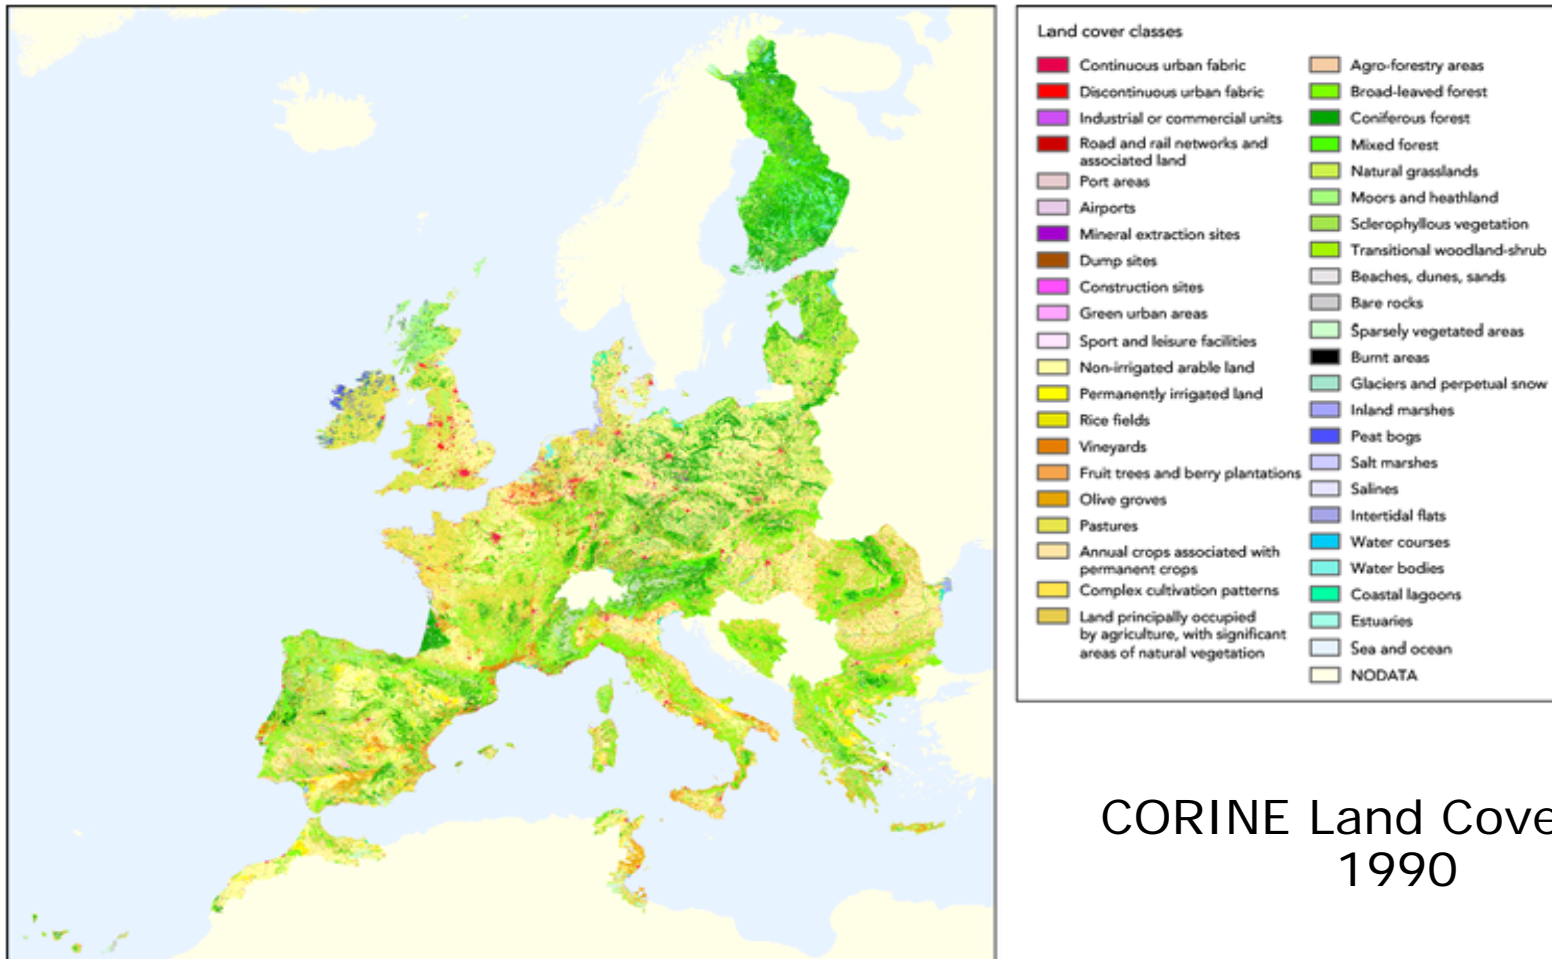 Land cover classes
Continuous urban fabric
Discontinuous urban fabric
Industrial or commercial units
Road and rail networks and
associated land
Port areas
Airports
Mineral extraction sites
Dump sites
Construction sites
Green urban areas
Sport and leisure facilities
Non-irrigated arable land
Permanently irrigated land
Rice fields
Vineyards
Fruit trees and berry plantations
Olive groves
Pastures
Annual crops associated with
permanent crops
Complex cultivation patterns
Land principally occupied
by agriculture, with significant
areas of natural vegetation
Agro-forestry areas
Broad-leaved forest
Coniferous forest
Mixed forest
Natural grasslands
Moors and heathland
Sclerophyllous vegetation
Transitional woodland-shrub
Beaches, dunes, sands
Bare rocks
Sparsely vegetated areas
Burnt areas
Glaciers and perpetual snow
Inland marshes
Peat bogs
Salt marshes
Salines
Intertidal flats
Water courses
Water bodies
Coastal lagoons
Estuaries
Sea and ocean
NODATA
CORINE Land Cove
1990